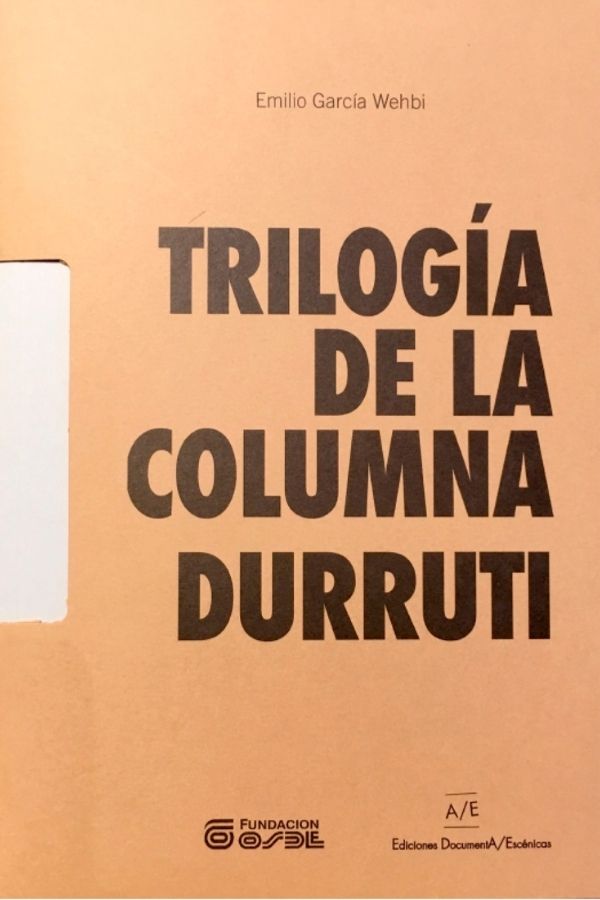 Emilio García Wehbi
TRILOGÍA
DE LA
COLUMNA
DURRUTI
FUNDACION
OSDE
A/E
Ediciones DocumentA/Escénicas